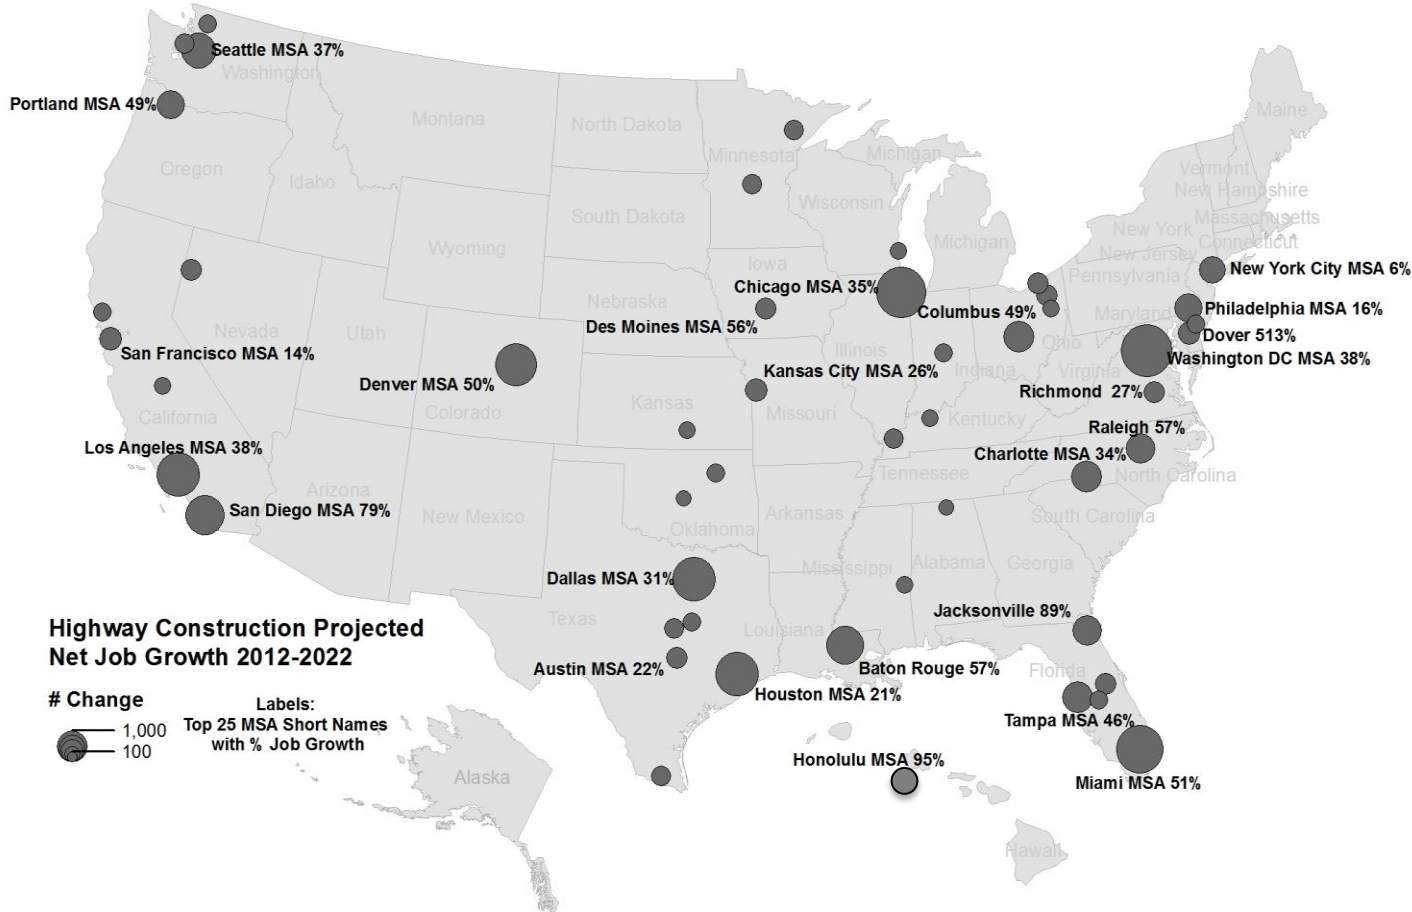 Seattle MSA 37%
Washington
Portland MSA 49%
Montana
North Dakota
Minnesota
Michigan
Maine
Oregon
Idaho
Vermont
New Hampshire
South Dakota
Wisconsin
Massachusetts
New York
Wyoming
Michigan
Connecticut
New Jersey
Iowa
Pennsylvania
New York City MSA 6%
Chicago MSA 35%
Nebraska
Columbus 49%
Maryland
Philadelphia MSA 16%
Des Moines MSA 56%
Nevada
Utah
Ohio
Dover 513%
San Francisco MSA 14%
Illinois
Washington DC MSA 38%
Kansas City MSA 26%
Indiana
Virginia
Denver MSA 50%
Richmond 27%
Kansas
Colorado
Missouri
California
Kentucky
Raleigh 57%
Los Angeles MSA 38%
Charlotte MSA 34%
Tennessee
North Carolina
Arizona
San Diego MSA 79%
New Mexico
Arkansas
South Carolina
Oklahoma
Mississippi
Alabama
Georgia
Dallas MSA 31%
Jacksonville 89%
Texas
Louisiana
Highway Construction Projected
Net Job Growth 2012-2022
Austin MSA 22%
Baton Rouge 57%
Florida
Houston MSA 21%
# Change
1,000
100
Labels:
Top 25 MSA Short Names
with % Job Growth
Tampa MSA 46%
Honolulu MSA 95%
Alaska
Miami MSA 51%
Hawaii